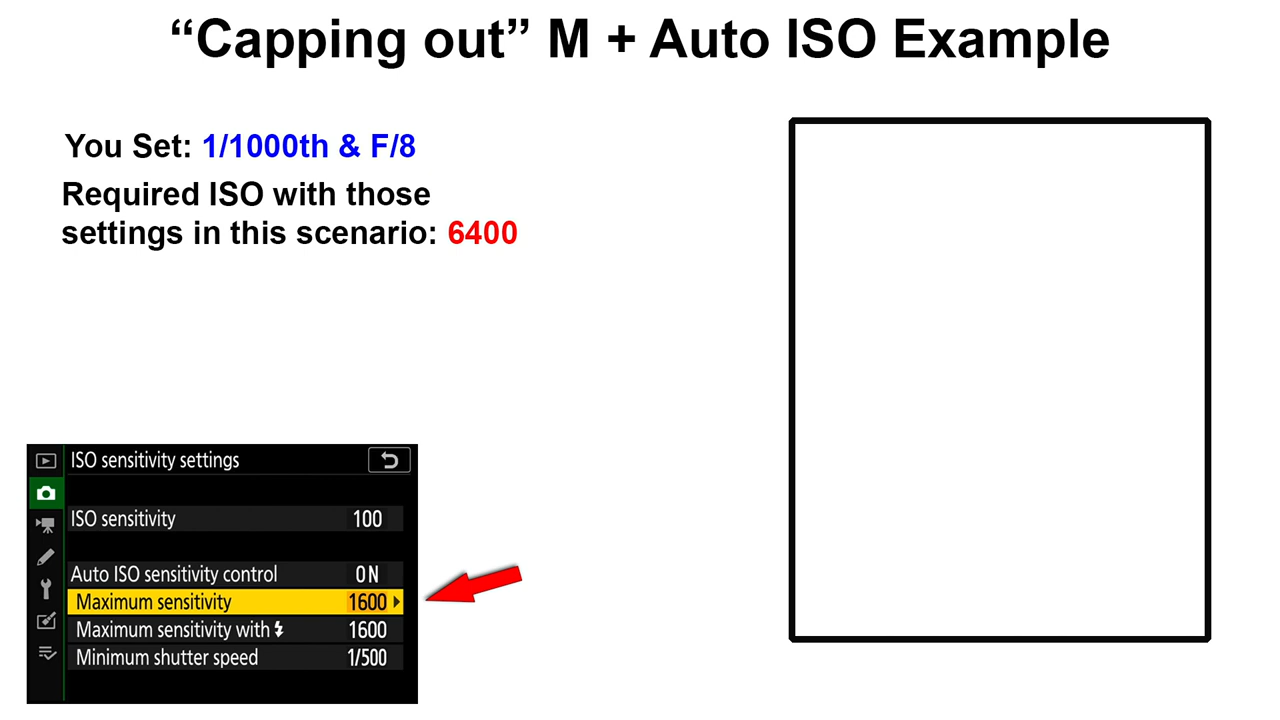 “Capping out” M + Auto ISO Example
You Set: 1/1000th & F/8
Required ISO with those
settings in this scenario: 6400
ISO sensitivity settings
ISO sensitivity 100
Auto ISO sensitivity control ON
Maximum sensitivity 1600
Maximum sensitivity with 1600
Minimum shutter speed 1/500